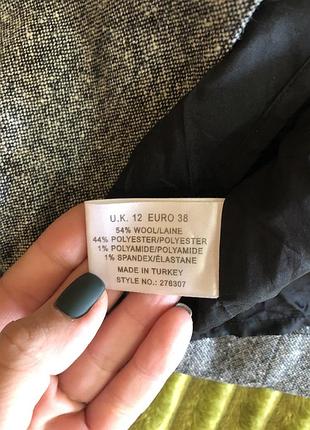 U.K. 12 EURO 38
54% WOOL/LAINE
44% POLYESTER/POLYESTER
1% POLYAMIDE/POLYAMIDE
1% SPANDEX/ÉLASTANE
MADE IN TURKEY
STYLE NO.: 276307